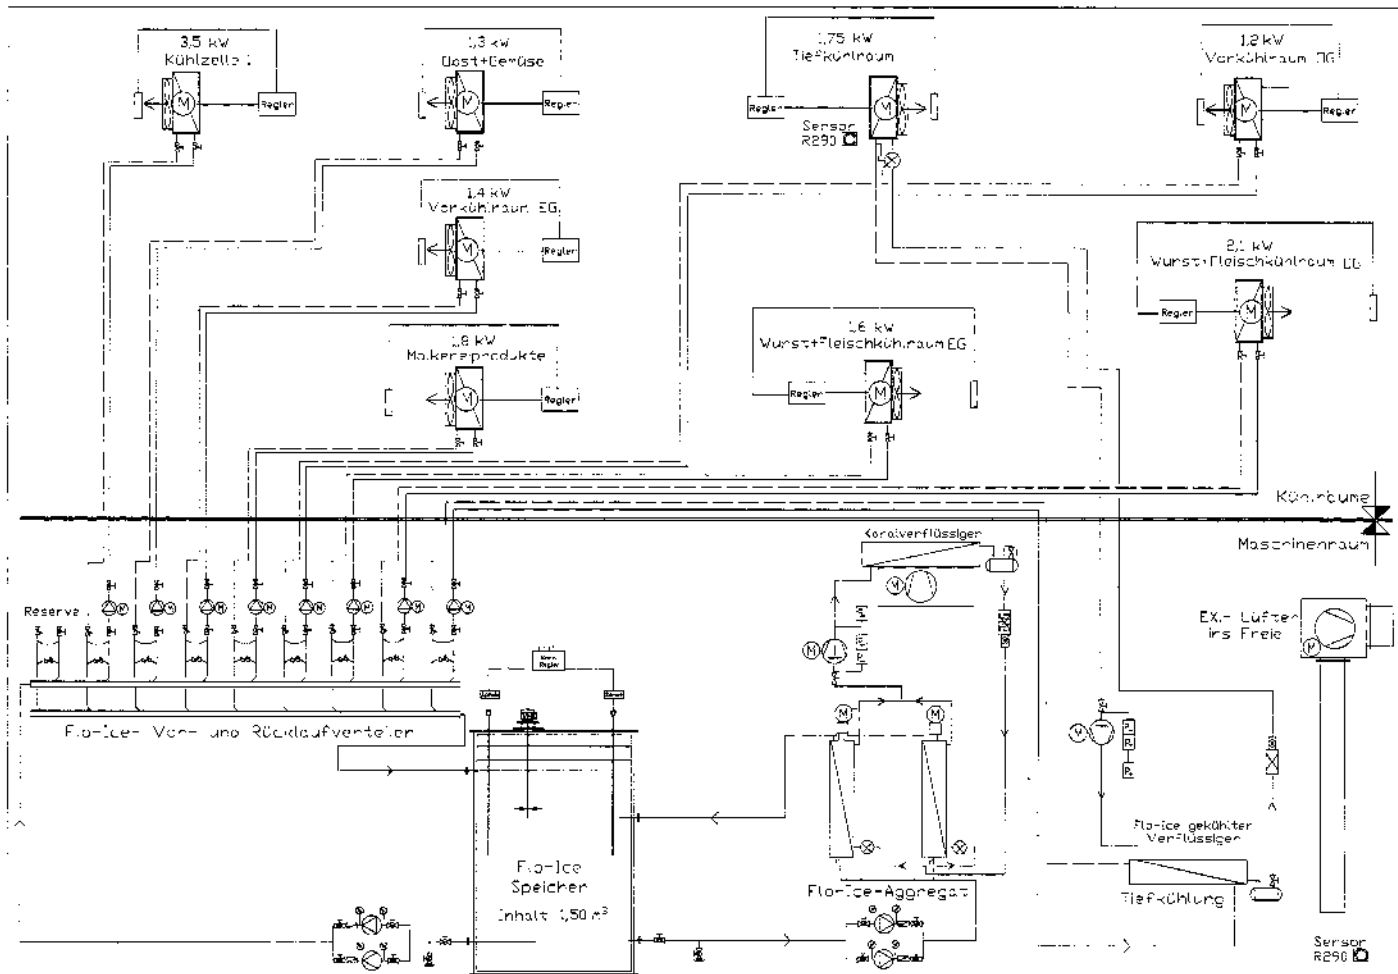 3,5 kW
Kühlzelle 1
1,3 kW
Obst+Gemüse
1,75 kW
Tiefkühlraum
1,2 kW
Vorkühlraum OG
M
Regler
M
Regler
Regler
M
M
Regler
Sensor
R290
1,4 kW
Vorkühlraum EG
M
Regler
2,1 kW
Wurst+Fleischkühlraum
Regler
M
1,8 kW
Molkereiprodukte
M
Regler
1,6 kW
Wurst+Fleischkühlraum EG
Regler
M
Kühlräume
Maschinenraum
Reserve
M
M
M
M
M
M
M
M
Regler
M
M
M
M
EX.- Lüfter
ins Freie
M
M
Flo-Ice- Vor- und Rücklaufverteiler
Flo-Ice
Speicher
Inhalt 1,50 m³
Flo-Ice-Aggregat
Flo-Ice gekühlter
Verflüssiger
Tiefkühlung
Sensor
R290